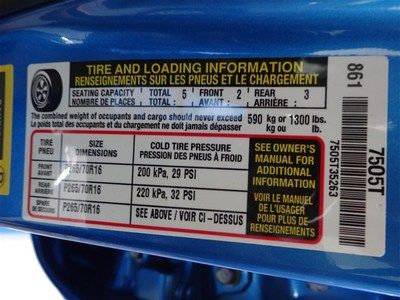 TIRE AND LOADING INFORMATION
RENSEIGNEMENTS SUR LES PNEUS ET LE CHARGEMENT
SEATING CAPACITY TOTAL 5 FRONT 2 REAR 3
NOMBRE DE PLACES : TOTAL : AVANT : ARRIÈRE :
The combined weight of occupants and cargo should never exceed 590 kg or 1300 lbs.
Le poids total des occupants et du chargement ne doit jamais dépasser kg ou lb.
TIRE SIZE COLD TIRE PRESSURE
PNEU DIMENSIONS PRESSION DES PNEUS À FROID
FRONT P265/70R16 200 kPa, 29 PSI
AVANT
REAR P265/70R16 220 kPa, 32 PSI
ARRIÈRE
SPARE P265/70R16 SEE ABOVE / VOIR CI - DESSUS
DE SECOURS
SEE OWNER'S
MANUAL FOR
ADDITIONAL
INFORMATION
VOIR LE MANUEL
DE L'USAGER
POUR PLUS DE
RENSEIGNEMENTS
861
7505T
7505T35263